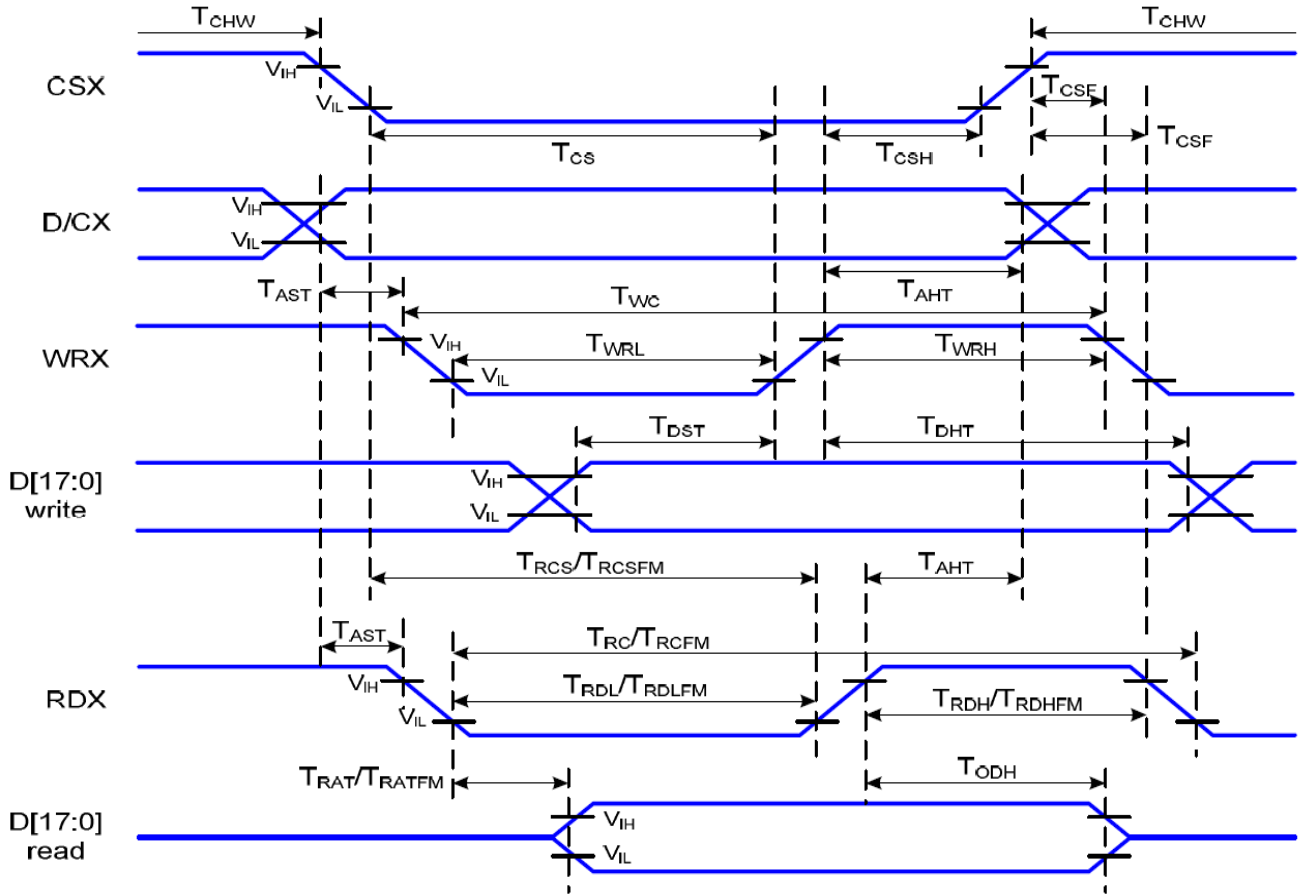 TCHW TCHW
CSX VIH
VIL
TCSF
TCSF
TCS TCSH
D/CX VIH
VIL
TAST TWC TAHT
WRX VIH
VIL
TWRL TWRH
TDST TDHT
D[17:0]
write
VIH
VIL
TRCS/TRCSFM TAHT
TAST TRC/TRCFM
RDX VIH
VIL
TRDL/TRDLFM TRDH/TRDHFM
TRAT/TRATFM TODH
D[17:0]
read
VIH
VIL